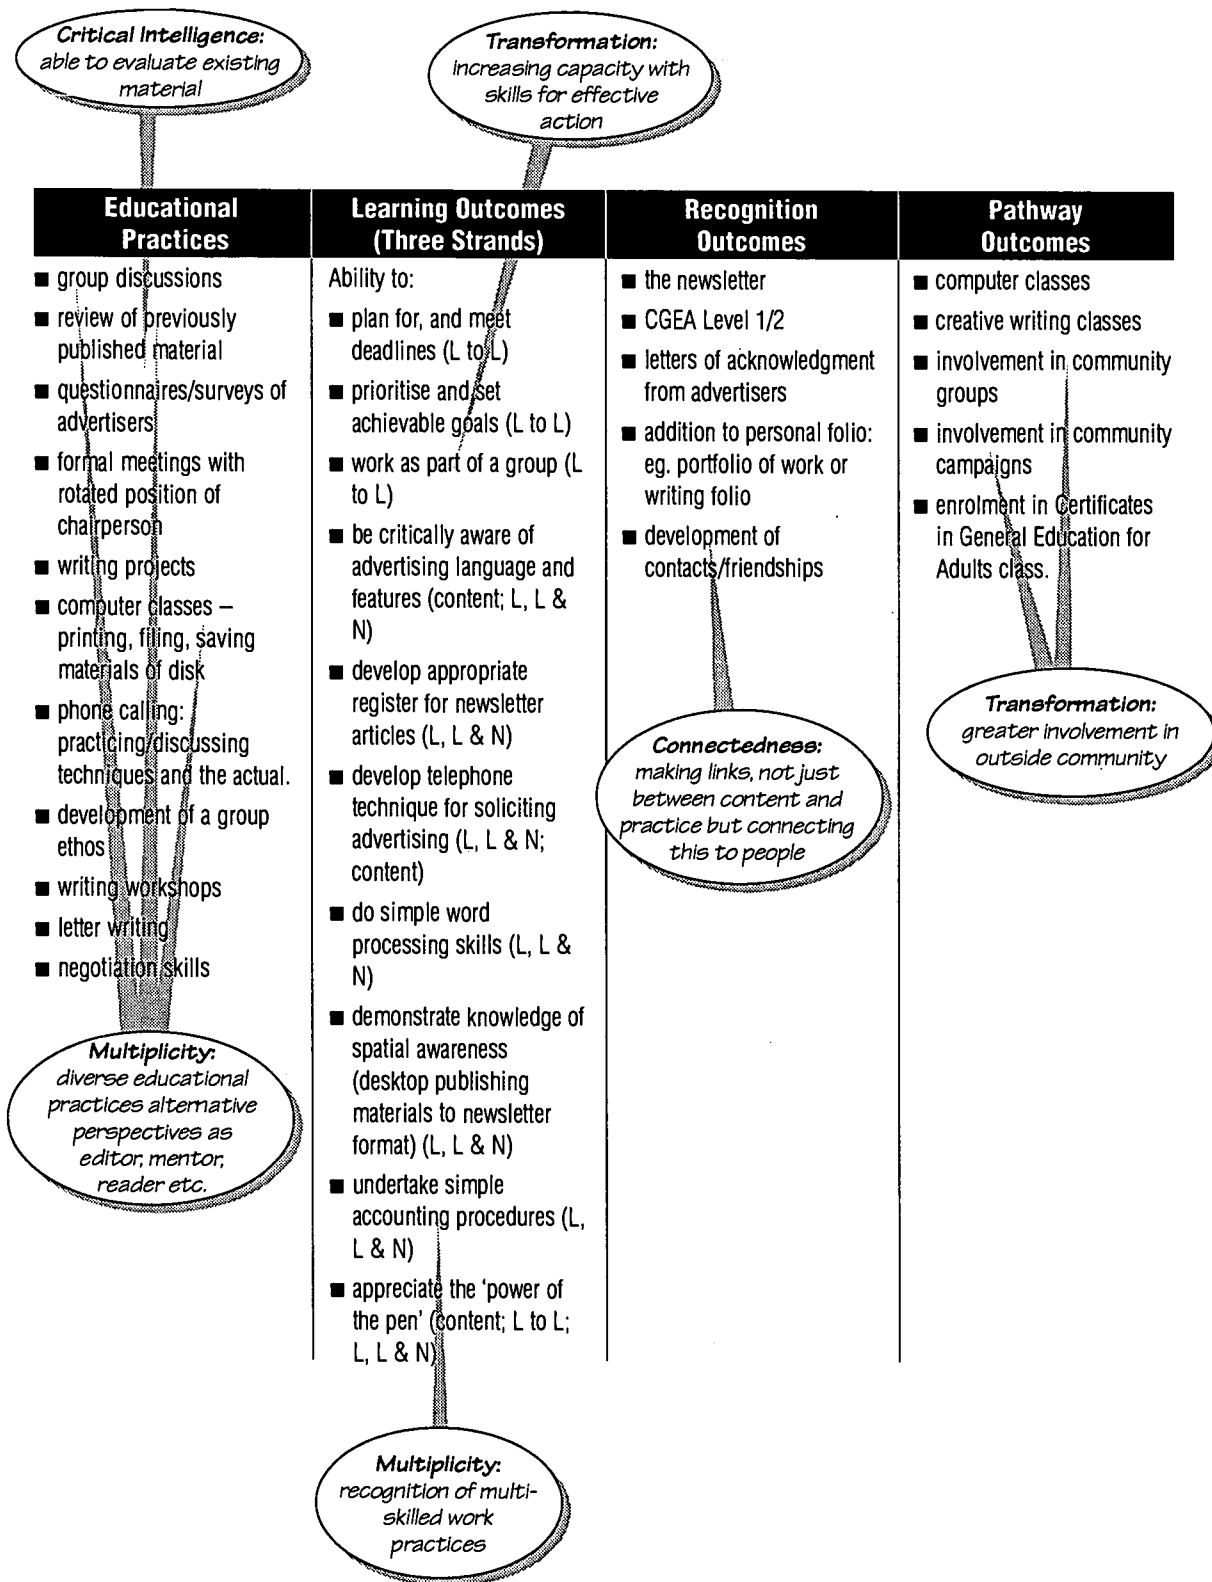 Critical Intelligence:
able to evaluate existing
material
Transformation:
increasing capacity with
skills for effective
action
Educational
Practices
■ group discussions
■ review of previously
published material
■ questionnaires/surveys of
advertisers
■ formal meetings with
rotated position of
chairperson
■ writing projects
■ computer classes –
printing, filing, saving
materials of disk
■ phone calling:
practicing/discussing
techniques and the actual.
■ development of a group
ethos
■ writing workshops
■ letter writing
■ negotiation skills
Multiplicity:
diverse educational
practices alternative
perspectives as
editor, mentor,
reader etc.
Learning Outcomes
(Three Strands)
Ability to:
■ plan for, and meet
deadlines (L to L)
■ prioritise and set
achievable goals (L to L)
■ work as part of a group (L
to L)
■ be critically aware of
advertising language and
features (content; L, L &
N)
■ develop appropriate
register for newsletter
articles (L, L & N)
■ develop telephone
technique for soliciting
advertising (L, L & N;
content)
■ do simple word
processing skills (L, L &
N)
■ demonstrate knowledge of
spatial awareness
(desktop publishing
materials to newsletter
format) (L, L & N)
■ undertake simple
accounting procedures (L,
L & N)
■ appreciate the ‘power of
the pen’ (content; L to L;
L, L & N)
Multiplicity:
recognition of multi-
skilled work
practices
Recognition
Outcomes
■ the newsletter
■ CGEA Level 1/2
■ letters of acknowledgment
from advertisers
■ addition to personal folio:
eg. portfolio of work or
writing folio
■ development of
contacts/friendships
Connectedness:
making links, not just
between content and
practice but connecting
this to people
Pathway
Outcomes
■ computer classes
■ creative writing classes
■ involvement in community
groups
■ involvement in community
campaigns
■ enrolment in Certificates
in General Education for
Adults class.
Transformation:
greater involvement in
outside community